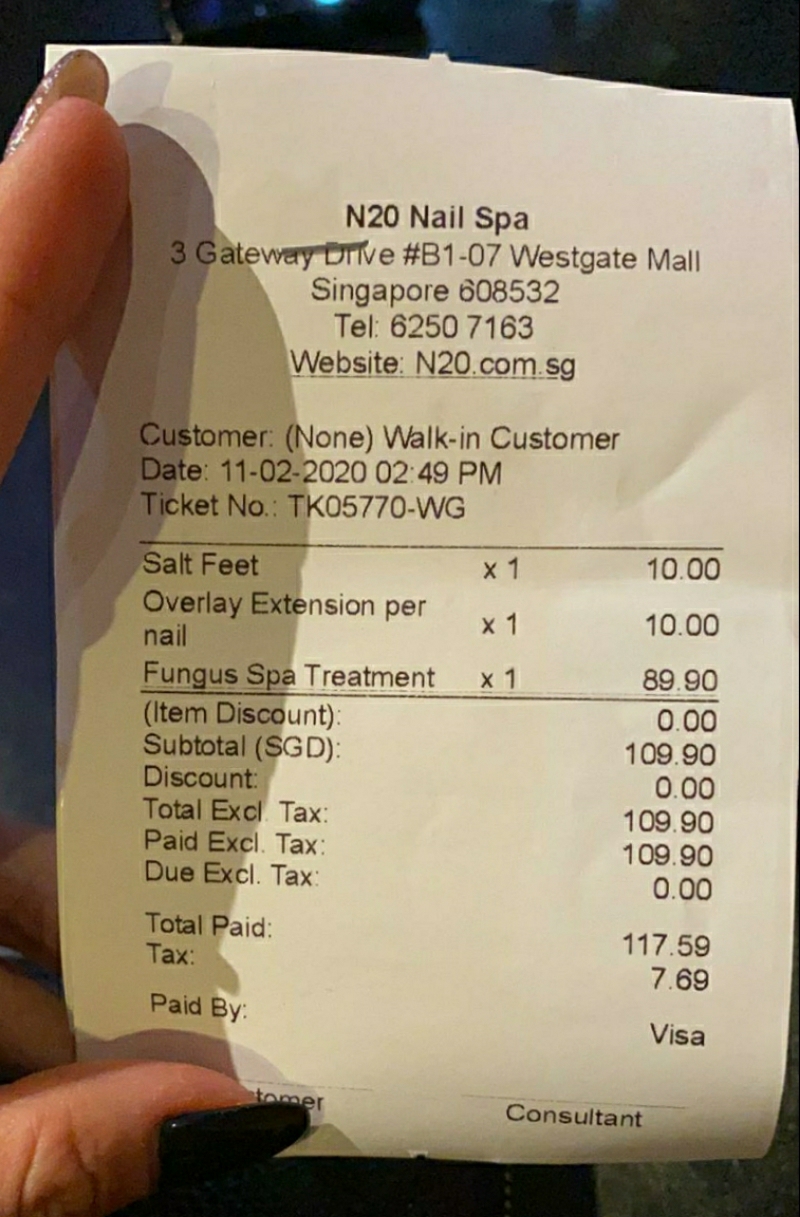 N20 Nail Spa
3 Gateway Drive #B1-07 Westgate Mall
Singapore 608532
Tel: 6250 7163
Website: N20.com.sg
Customer: (None) Walk-in Customer
Date: 11-02-2020 02:49 PM
Ticket No.: TK05770-WG
Salt Feet x 1 10.00
Overlay Extension per
nail x 1 10.00
Fungus Spa Treatment x 1 89.90
(Item Discount): 0.00
Subtotal (SGD): 109.90
Discount: 0.00
Total Excl. Tax: 109.90
Paid Excl. Tax: 109.90
Due Excl. Tax: 0.00
Total Paid: 117.59
Tax: 7.69
Paid By: Visa
Consultant